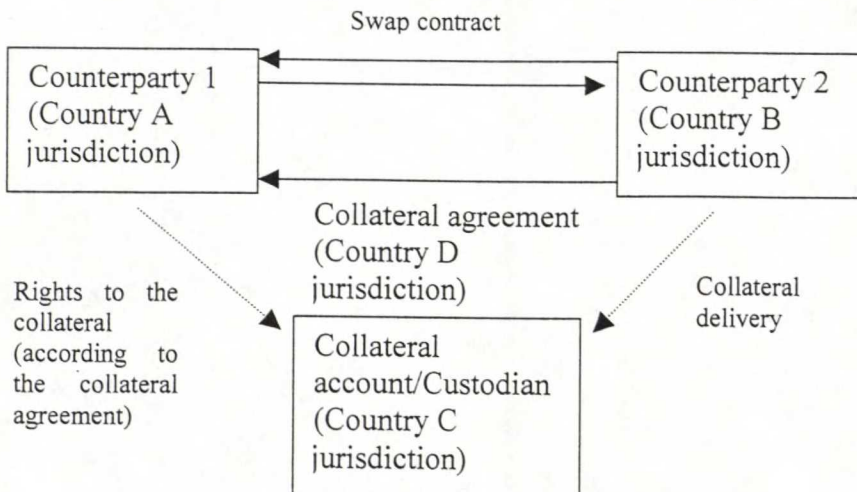 Swap contract
Counterparty 1
(Country A
jurisdiction)
Counterparty 2
(Country B
jurisdiction)
Collateral agreement
(Country D
jurisdiction)
Rights to the
collateral
(according to
the collateral
agreement)
Collateral
delivery
Collateral
account/Custodian
(Country C
jurisdiction)